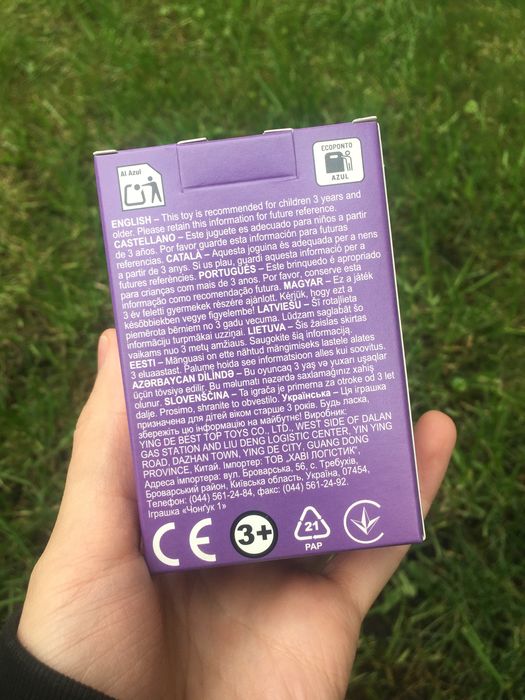 Al Azul
ECOPONTO
AZUL
ENGLISH – This toy is recommended for children 3 years and
older. Please retain this information for future reference.
CASTELLANO – Este juguete es adecuado para niños a partir
de 3 años. Por favor guarde esta información para futuras
referencias. CATALÀ – Aquesta joguina és adequada per a nens
a partir de 3 anys. Si us plau, guardi aquesta informació per a
futures referències. PORTUGUÊS – Este brinquedo é apropriado
para crianças com mais de 3 anos. Por favor, conserve esta
informação como recomendação futura. MAGYAR – Ez a játék
3 év feletti gyermekek részére ajánlott. Kérjük, hogy ezt a
későbbiekben vegye figyelembe! LATVIEŠU – Šī rotaļlieta
piemērota bērniem no 3 gadu vecuma. Lūdzam saglabāt šo
informāciju turpmākai uzziņai. LIETUVA – Šis žaislas skirtas
vaikams nuo 3 metų amžiaus. Saugokite šią informaciją.
EESTI – Mänguasi on ette nähtud mängimiseks lastele alates
3 eluaastast. Palume hoida see informatsioon alles kui soovitus.
AZƏRBAYCAN DİLİNDƏ – Bu oyuncaq 3 yaş və yuxarı uşaqlar
üçün tövsiyə edilir. Bu məlumatı nəzərdə saxlamağınızı xahiş
olunur. SLOVENŠČINA – Ta igrača je primerna za otroke od 3 let
dalje. Prosimo, shranite to obvestilo. Українська – Ця іграшка
призначена для дітей віком старше 3 років. Будь ласка,
збережіть цю інформацію на майбутнє! Виробник:
YING DE BEST TOP TOYS CO., LTD., WEST SIDE OF DALAN
GAS STATION AND LIU DENG LOGISTIC CENTER, YIN YING
ROAD, DAZHAN TOWN, YING DE CITY, GUANG DONG
PROVINCE, Китай. Імпортер: ТОВ „ХАВІ ЛОГІСТІК",
Адреса імпортера: вул. Броварська, 56, с. Требухів,
Броварський район, Київська область, Україна, 07454,
Телефон: (044) 561-24-84, факс: (044) 561-24-92.
Іграшка «Чонгук 1»
CE
3+
21
PAP